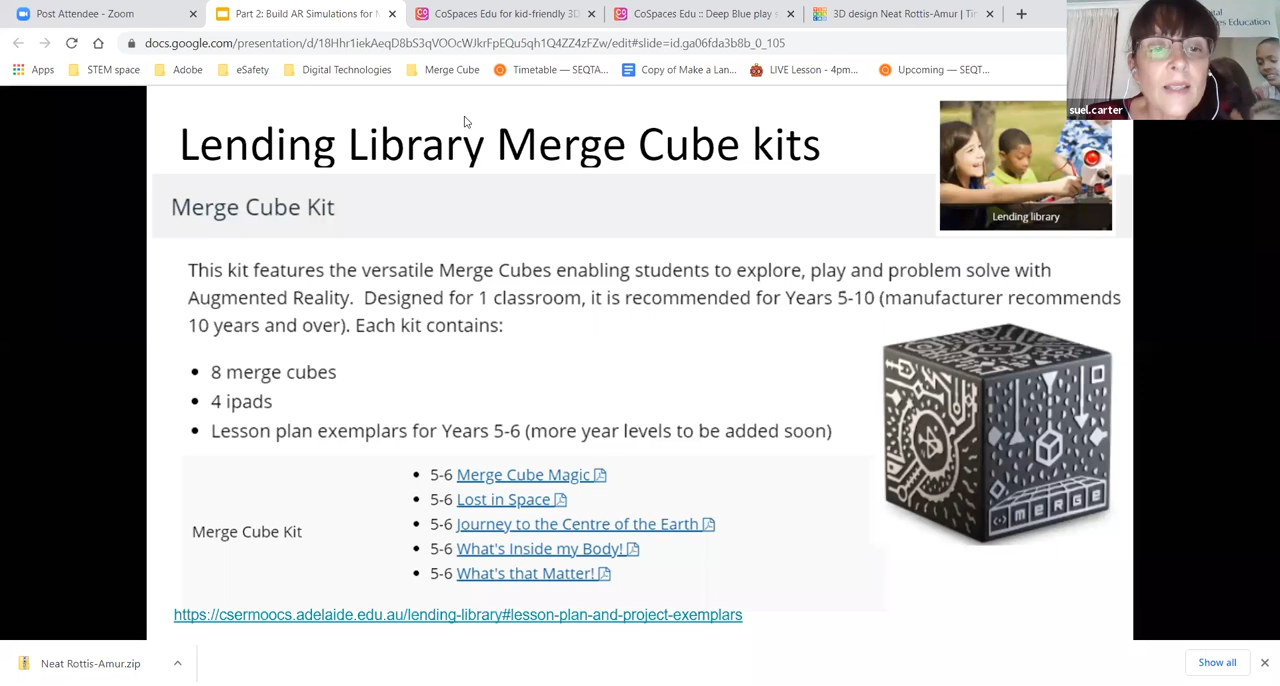 Post Attendee - Zoom
Part 2: Build AR Simulations for M
CoSpaces Edu for kid-friendly 3D
CoSpaces Edu :: Deep Blue play r
3D design Neat Rottis-Amur | Tin
docs.google.com/presentation/d/18Hhr1iekAeqD8bS3qVOOcWJkrFpEQu5qh1Q4ZZ4zFZw/edit#slide=id.ga06fda3b8b_0_105
Apps
STEM space
Adobe
eSafety
Digital Technologies
Merge Cube
Timetable — SEQTA...
Copy of Make a Lan...
LIVE Lesson - 4pm...
Upcoming — SEQT...
suel.carter
Lending Library Merge Cube kits
Lending library
Merge Cube Kit
This kit features the versatile Merge Cubes enabling students to explore, play and problem solve with
Augmented Reality. Designed for 1 classroom, it is recommended for Years 5-10 (manufacturer recommends
10 years and over). Each kit contains:
• 8 merge cubes
• 4 ipads
• Lesson plan exemplars for Years 5-6 (more year levels to be added soon)
Merge Cube Kit
• 5-6 Merge Cube Magic
• 5-6 Lost in Space
• 5-6 Journey to the Centre of the Earth
• 5-6 What's Inside my Body!
• 5-6 What's that Matter!
MERGE
https://csermoocs.adelaide.edu.au/lending-library#lesson-plan-and-project-exemplars
Neat Rottis-Amur.zip
Show all